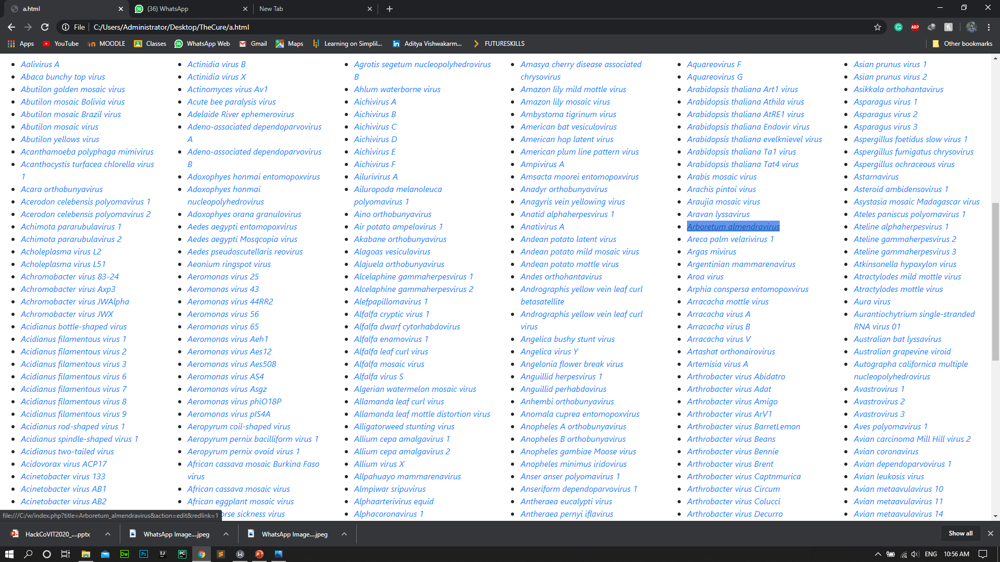 a.html
(36) WhatsApp
New Tab
File
C:/Users/Administrator/Desktop/TheCure/a.html
ABP
Apps
YouTube
MOODLE
Classes
WhatsApp Web
Gmail
Maps
Learning on Simplil...
Aditya Vishwakarm...
FUTURESKILLS
Other bookmarks
Aalivirus A
Abaca bunchy top virus
Abutilon golden mosaic virus
Abutilon mosaic Bolivia virus
Abutilon mosaic Brazil virus
Abutilon mosaic virus
Abutilon yellows virus
Acanthamoeba polyphaga mimivirus
Acanthocystis turfacea chlorella virus
1
Acara orthobunyavirus
Acerodon celebensis polyomavirus 1
Acerodon celebensis polyomavirus 2
Achimota pararubulavirus 1
Achimota pararubulavirus 2
Acholeplasma virus L2
Acholeplasma virus L51
Achromobacter virus 83-24
Achromobacter virus Axp3
Achromobacter virus JWAlpha
Achromobacter virus JWX
Acidianus bottle-shaped virus
Acidianus filamentous virus 1
Acidianus filamentous virus 2
Acidianus filamentous virus 3
Acidianus filamentous virus 6
Acidianus filamentous virus 7
Acidianus filamentous virus 8
Acidianus filamentous virus 9
Acidianus rod-shaped virus 1
Acidianus spindle-shaped virus 1
Acidianus two-tailed virus
Acidovorax virus ACP17
Acinetobacter virus 133
Acinetobacter virus AB1
Acinetobacter virus AB2
Actinidia virus B
Actinidia virus X
Actinomyces virus Av1
Acute bee paralysis virus
Adelaide River ephemerovirus
Adeno-associated dependoparvovirus
A
Adeno-associated dependoparvovirus
B
Adoxophyes honmai entomopoxvirus
Adoxophyes honmai
nucleopolyhedrovirus
Adoxophyes orana granulovirus
Aedes aegypti entomopoxvirus
Aedes aegypti Mosqcopia virus
Aedes pseudoscutellaris reovirus
Aeonium ringspot virus
Aeromonas virus 25
Aeromonas virus 43
Aeromonas virus 44RR2
Aeromonas virus 56
Aeromonas virus 65
Aeromonas virus Aeh1
Aeromonas virus Aes12
Aeromonas virus Aes508
Aeromonas virus AS4
Aeromonas virus Asgz
Aeromonas virus phiO18P
Aeromonas virus pIS4A
Aeropyrum coil-shaped virus
Aeropyrum pernix bacilliform virus 1
Aeropyrum pernix ovoid virus 1
African cassava mosaic Burkina Faso
virus
African cassava mosaic virus
African eggplant mosaic virus
orse sickness virus
Agrotis segetum nucleopolyhedrovirus
B
Ahlum waterborne virus
Aichivirus A
Aichivirus B
Aichivirus C
Aichivirus D
Aichivirus E
Aichivirus F
Ailurivirus A
Ailuropoda melanoleuca
polyomavirus 1
Aino orthobunyavirus
Air potato ampelovirus 1
Akabane orthobunyavirus
Alagoas vesiculovirus
Alajuela orthobunyavirus
Alcelaphine gammaherpesvirus 1
Alcelaphine gammaherpesvirus 2
Alefpapillomavirus 1
Alfalfa cryptic virus 1
Alfalfa dwarf cytorhabdovirus
Alfalfa enamovirus 1
Alfalfa leaf curl virus
Alfalfa mosaic virus
Alfalfa virus S
Algerian watermelon mosaic virus
Allamanda leaf curl virus
Allamanda leaf mottle distortion virus
Alligatorweed stunting virus
Allium cepa amalgavirus 1
Allium cepa amalgavirus 2
Allium virus X
Allpahuayo mammarenavirus
Almpiwar sripuvirus
Alphaarterivirus equid
Alphacoronavirus 1
Amasya cherry disease associated
chrysovirus
Amazon lily mild mottle virus
Amazon lily mosaic virus
Ambystoma tigrinum virus
American bat vesiculovirus
American hop latent virus
American plum line pattern virus
Ampivirus A
Amsacta moorei entomopoxvirus
Anadyr orthobunyavirus
Anagyris vein yellowing virus
Anatid alphaherpesvirus 1
Anativirus A
Andean potato latent virus
Andean potato mild mosaic virus
Andean potato mottle virus
Andes orthohantavirus
Andrographis yellow vein leaf curl
betasatellite
Andrographis yellow vein leaf curl
virus
Angelica bushy stunt virus
Angelica virus Y
Angelonia flower break virus
Anguillid herpesvirus 1
Anguillid perhabdovirus
Anhembi orthobunyavirus
Anomala cuprea entomopoxvirus
Anopheles A orthobunyavirus
Anopheles B orthobunyavirus
Anopheles gambiae Moose virus
Anopheles minimus iridovirus
Anser anser polyomavirus 1
Anseriform dependoparvovirus 1
Antheraea eucalypti virus
Antheraea pernyi iflavirus
Aquareovirus F
Aquareovirus G
Arabidopsis thaliana Art1 virus
Arabidopsis thaliana Athila virus
Arabidopsis thaliana AtRE1 virus
Arabidopsis thaliana Endovir virus
Arabidopsis thaliana evelknievel virus
Arabidopsis thaliana Ta1 virus
Arabidopsis thaliana Tat4 virus
Arabis mosaic virus
Arachis pintoi virus
Araujia mosaic virus
Aravan lyssavirus
Arboretum almendravirus
Areca palm velarivirus 1
Argas mivirus
Argentinian mammarenavirus
Aroa virus
Arphia conspersa entomopoxvirus
Arracacha mottle virus
Arracacha virus A
Arracacha virus B
Arracacha virus V
Artashat orthonairovirus
Artemisia virus A
Arthrobacter virus Abidatro
Arthrobacter virus Adat
Arthrobacter virus Amigo
Arthrobacter virus ArV1
Arthrobacter virus BarretLemon
Arthrobacter virus Beans
Arthrobacter virus Bennie
Arthrobacter virus Brent
Arthrobacter virus Captnmurica
Arthrobacter virus Circum
Arthrobacter virus Colucci
Arthrobacter virus Decurro
Asian prunus virus 1
Asian prunus virus 2
Asikkala orthohantavirus
Asparagus virus 1
Asparagus virus 2
Asparagus virus 3
Aspergillus foetidus slow virus 1
Aspergillus fumigatus chrysovirus
Aspergillus ochraceous virus
Astarnavirus
Asteroid ambidensovirus 1
Asystasia mosaic Madagascar virus
Ateles paniscus polyomavirus 1
Ateline alphaherpesvirus 1
Ateline gammaherpesvirus 2
Ateline gammaherpesvirus 3
Atkinsonella hypoxylon virus
Atractylodes mild mottle virus
Atractylodes mottle virus
Aura virus
Aurantiochytrium single-stranded
RNA virus 01
Australian bat lyssavirus
Australian grapevine viroid
Autographa californica multiple
nucleopolyhedrovirus
Avastrovirus 1
Avastrovirus 2
Avastrovirus 3
Aves polyomavirus 1
Avian carcinoma Mill Hill virus 2
Avian coronavirus
Avian dependoparvovirus 1
Avian leukosis virus
Avian metaavulavirus 10
Avian metaavulavirus 11
Avian metaavulavirus 14
file:///C:/w/index.php?title=Arboretum_almendravirus&action=edit&redlink=1
HackCoVIT2020_....pptx
WhatsApp Image....jpeg
WhatsApp Image....jpeg
Show all
Dw
Ps
IJ
PC
ENG
10:56 AM